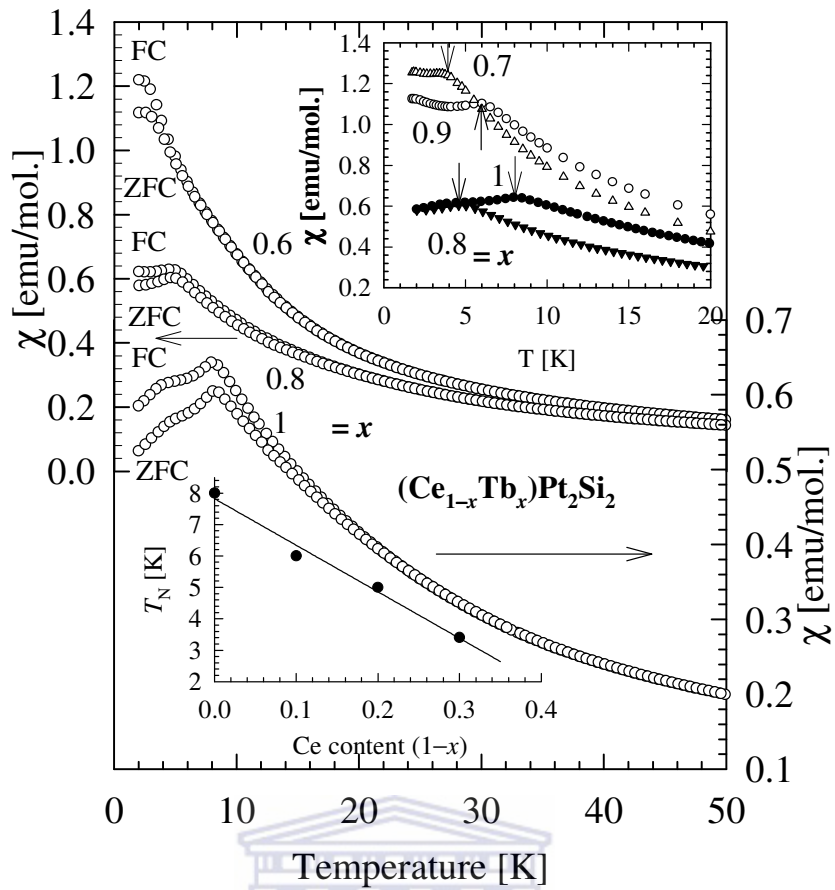 1.4
1.2
1.0
0.8
0.6
0.4
0.2
0.0
χ [emu/mol.]
FC
ZFC
FC
ZFC
FC
ZFC
0.6
0.8
1 = x
1.4
1.2
1.0
0.8
0.6
0.4
0.2
χ [emu/mol.]
0.7
0.9
1
0.8 = x
0 5 10 15 20
T [K]
(Ce1–xTbx)Pt2Si2
0.7
0.6
0.5
0.4
0.3
0.2
0.1
χ [emu/mol.]
9
8
7
6
5
4
3
2
TN [K]
0.0 0.1 0.2 0.3 0.4
Ce content (1–x)
0 10 20 30 40 50
Temperature [K]